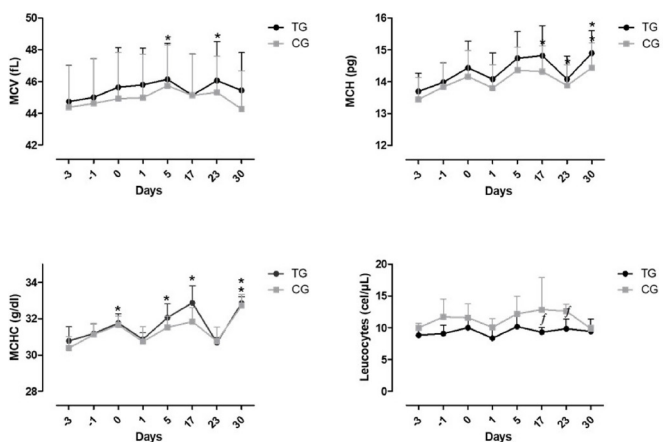 50
48
46
44
42
MCV (fL)
*
*
TG
CG
-3 -1 0 1 5 17 23 30
Days
16
15
14
13
12
MCH (pg)
*
*
*
*
TG
CG
-3 -1 0 1 5 17 23 30
Days
34
32
30
28
MCHC (g/dl)
*
*
*
*
*
TG
CG
-3 -1 0 1 5 17 23 30
Days
20
15
10
5
0
Leucocytes (cel/µL)
ƒ
ƒ
TG
CG
-3 -1 0 1 5 17 23 30
Days